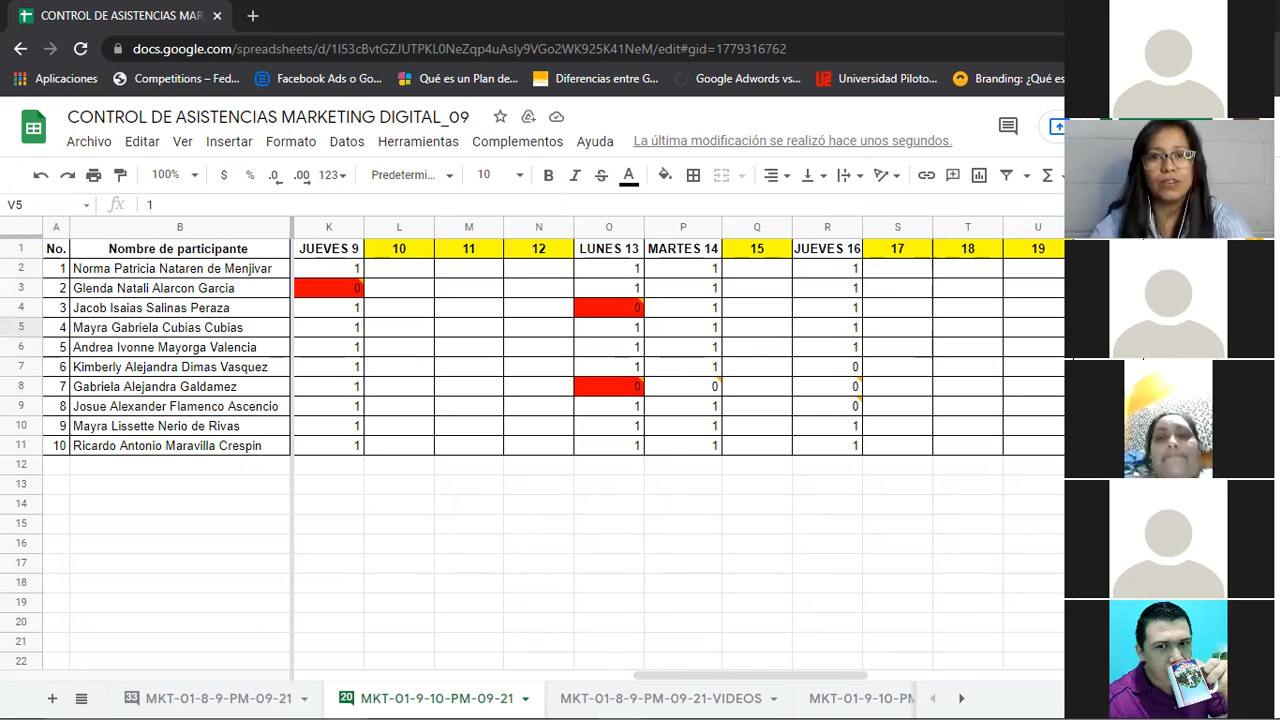 CONTROL DE ASISTENCIAS MAR
docs.google.com/spreadsheets/d/1I53cBvtGZJUTPKL0NeZqp4uAsly9VGo2WK925K41NeM/edit#gid=1779316762
Aplicaciones Competitions – Fed... Facebook Ads o Go... Qué es un Plan de... Diferencias entre G... Google Adwords vs... Universidad Piloto... Branding: ¿Qué es
CONTROL DE ASISTENCIAS MARKETING DIGITAL_09
Archivo Editar Ver Insertar Formato Datos Herramientas Complementos Ayuda La última modificación se realizó hace unos segundos.
100% $ % .0 .00 123 Predetermi... 10 B I S A
V5 fx 1
A B K L M N O P Q R S T U
1 No. Nombre de participante JUEVES 9 10 11 12 LUNES 13 MARTES 14 15 JUEVES 16 17 18 19
2 1 Norma Patricia Nataren de Menjivar 1 1 1 1
3 2 Glenda Natali Alarcon Garcia 0 1 1 1
4 3 Jacob Isaias Salinas Peraza 1 0 1 1
5 4 Mayra Gabriela Cubias Cubias 1 1 1 1
6 5 Andrea Ivonne Mayorga Valencia 1 1 1 1
7 6 Kimberly Alejandra Dimas Vasquez 1 1 1 0
8 7 Gabriela Alejandra Galdamez 1 0 0 0
9 8 Josue Alexander Flamenco Ascencio 1 1 1 0
10 9 Mayra Lissette Nerio de Rivas 1 1 1 1
11 10 Ricardo Antonio Maravilla Crespin 1 1 1 1
12
13
14
15
16
17
18
19
20
21
22
33 MKT-01-8-9-PM-09-21 20 MKT-01-9-10-PM-09-21 MKT-01-8-9-PM-09-21-VIDEOS MKT-01-9-10-PM